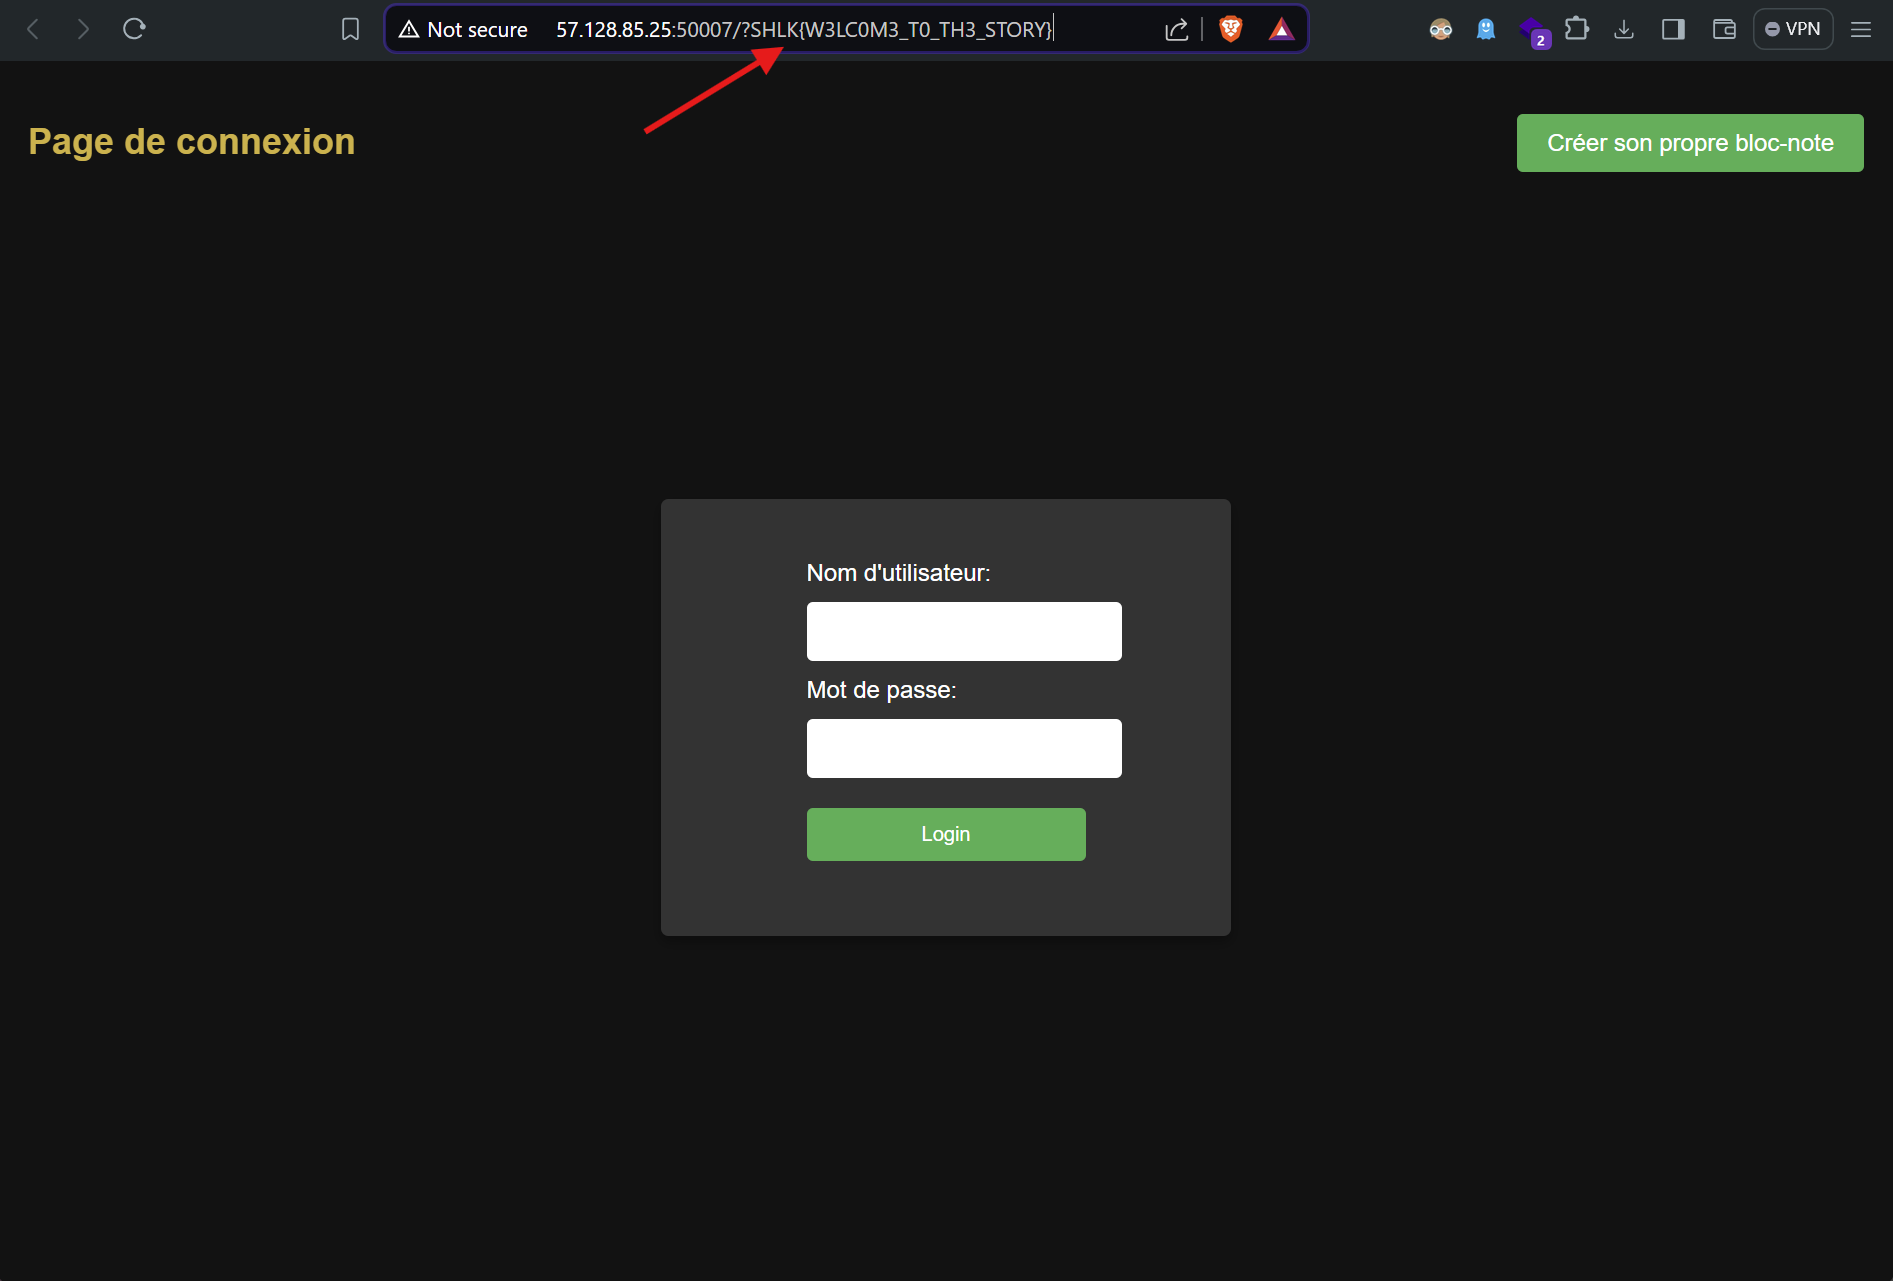 Not secure 57.128.85.25:50007/?SHLK{W3LC0M3_T0_TH3_STORY}
2
VPN
Page de connexion
Créer son propre bloc-note
Nom d'utilisateur:
Mot de passe:
Login